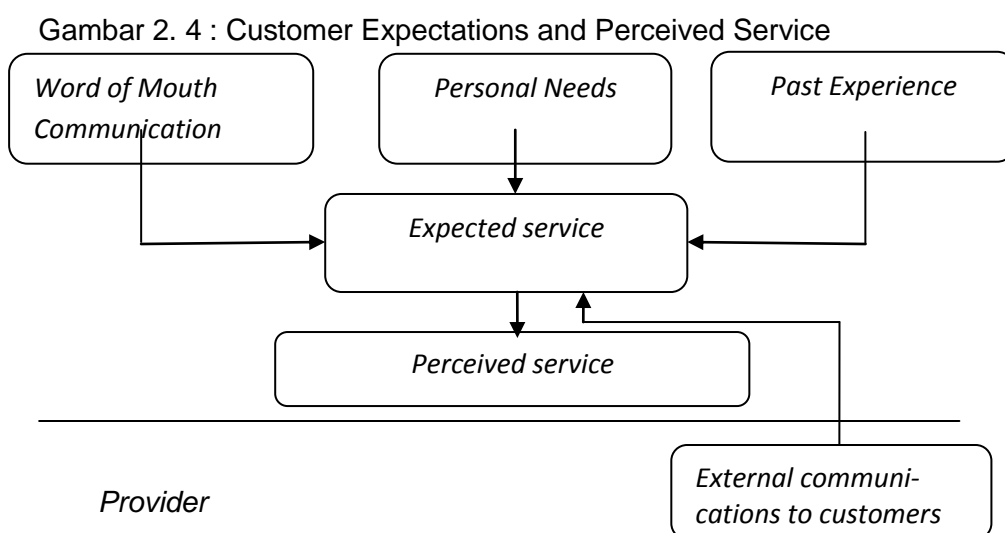 Gambar 2. 4 : Customer Expectations and Perceived Service
Word of Mouth
Communication
Personal Needs
Past Experience
Expected service
Perceived service
Provider
External communi-
cations to customers